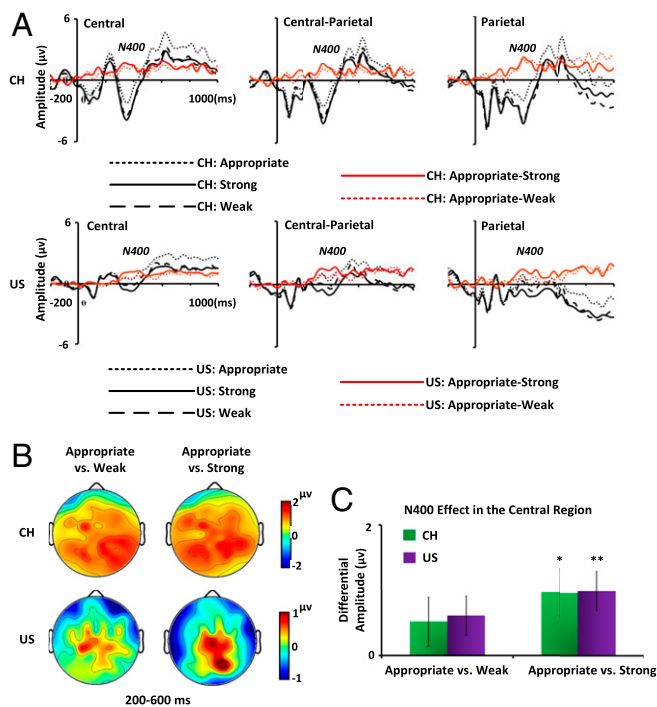 A
6
Central
Central-Parietal
Parietal
N400
N400
N400
CH
Amplitude (μv)
0
-200
0
1000(ms)
-6
CH: Appropriate
CH: Strong
CH: Weak
CH: Appropriate-Strong
CH: Appropriate-Weak
6
Central
Central-Parietal
Parietal
N400
N400
N400
US
Amplitude (μv)
0
-200
0
1000(ms)
-6
US: Appropriate
US: Strong
US: Weak
US: Appropriate-Strong
US: Appropriate-Weak
B
Appropriate
vs. Weak
Appropriate
vs. Strong
CH
2
μv
-2
US
1
μv
-1
200-600 ms
C
N400 Effect in the Central Region
2
CH
US
Differential
Amplitude (μv)
*
**
0
Appropriate vs. Weak
Appropriate vs. Strong